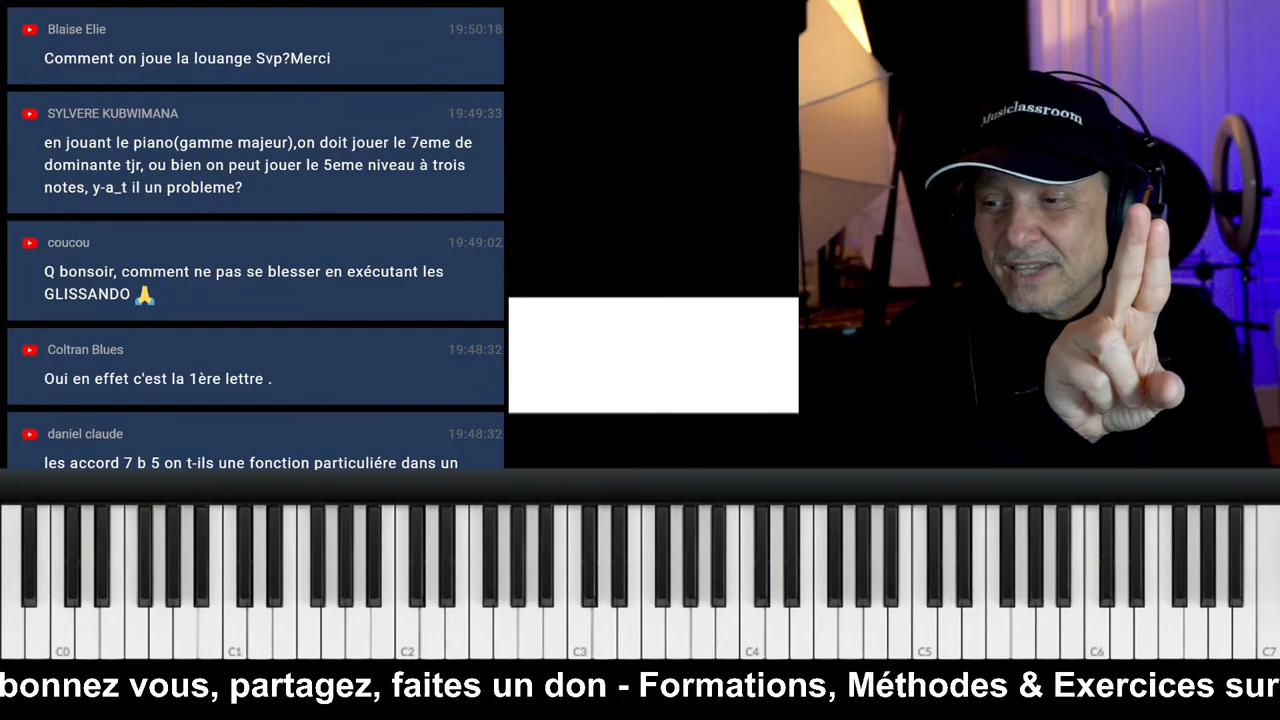 Blaise Elie 19:50:18
Comment on joue la louange Svp?Merci
SYLVERE KUBWIMANA 19:49:33
en jouant le piano(gamme majeur),on doit jouer le 7eme de
dominante tjr, ou bien on peut jouer le 5eme niveau à trois
notes, y-a_t il un probleme?
coucou 19:49:02
Q bonsoir, comment ne pas se blesser en exécutant les
GLISSANDO 🙏
Coltran Blues 19:48:32
Oui en effet c'est la 1ère lettre .
daniel claude 19:48:32
les accord 7 b 5 on t-ils une fonction particuliére dans un
Musiclassroom
C0 C1 C2 C3 C4 C5 C6 C7
bonnez vous, partagez, faites un don - Formations, Méthodes & Exercices sur